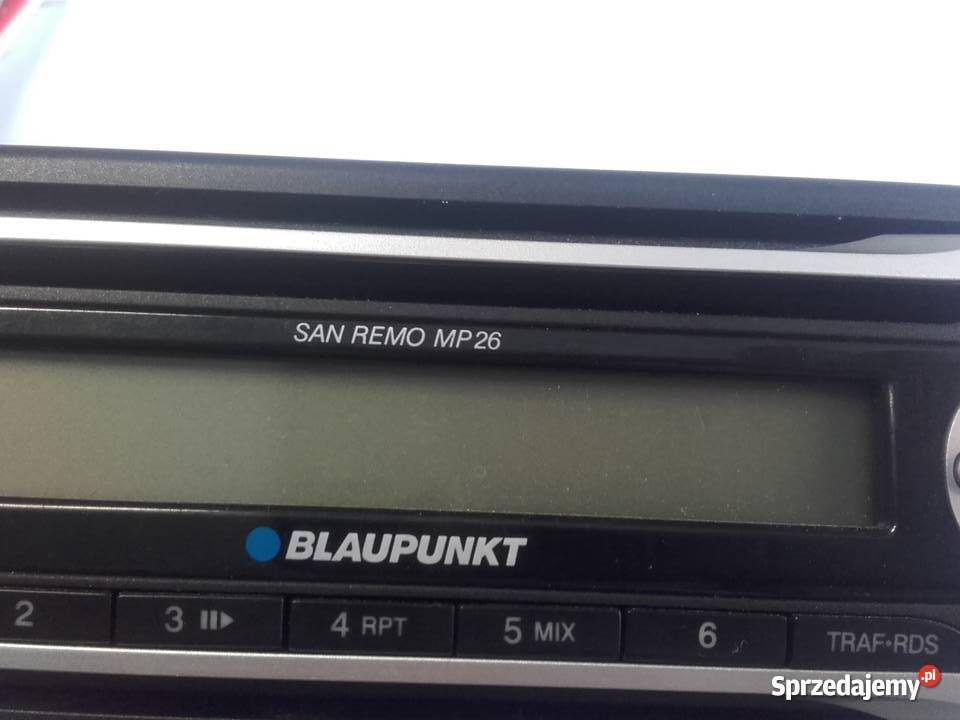 SAN REMO MP26
BLAUPUNKT
2 3 4 RPT 5 MIX 6 TRAF•RDS
Sprzedajemy.pl